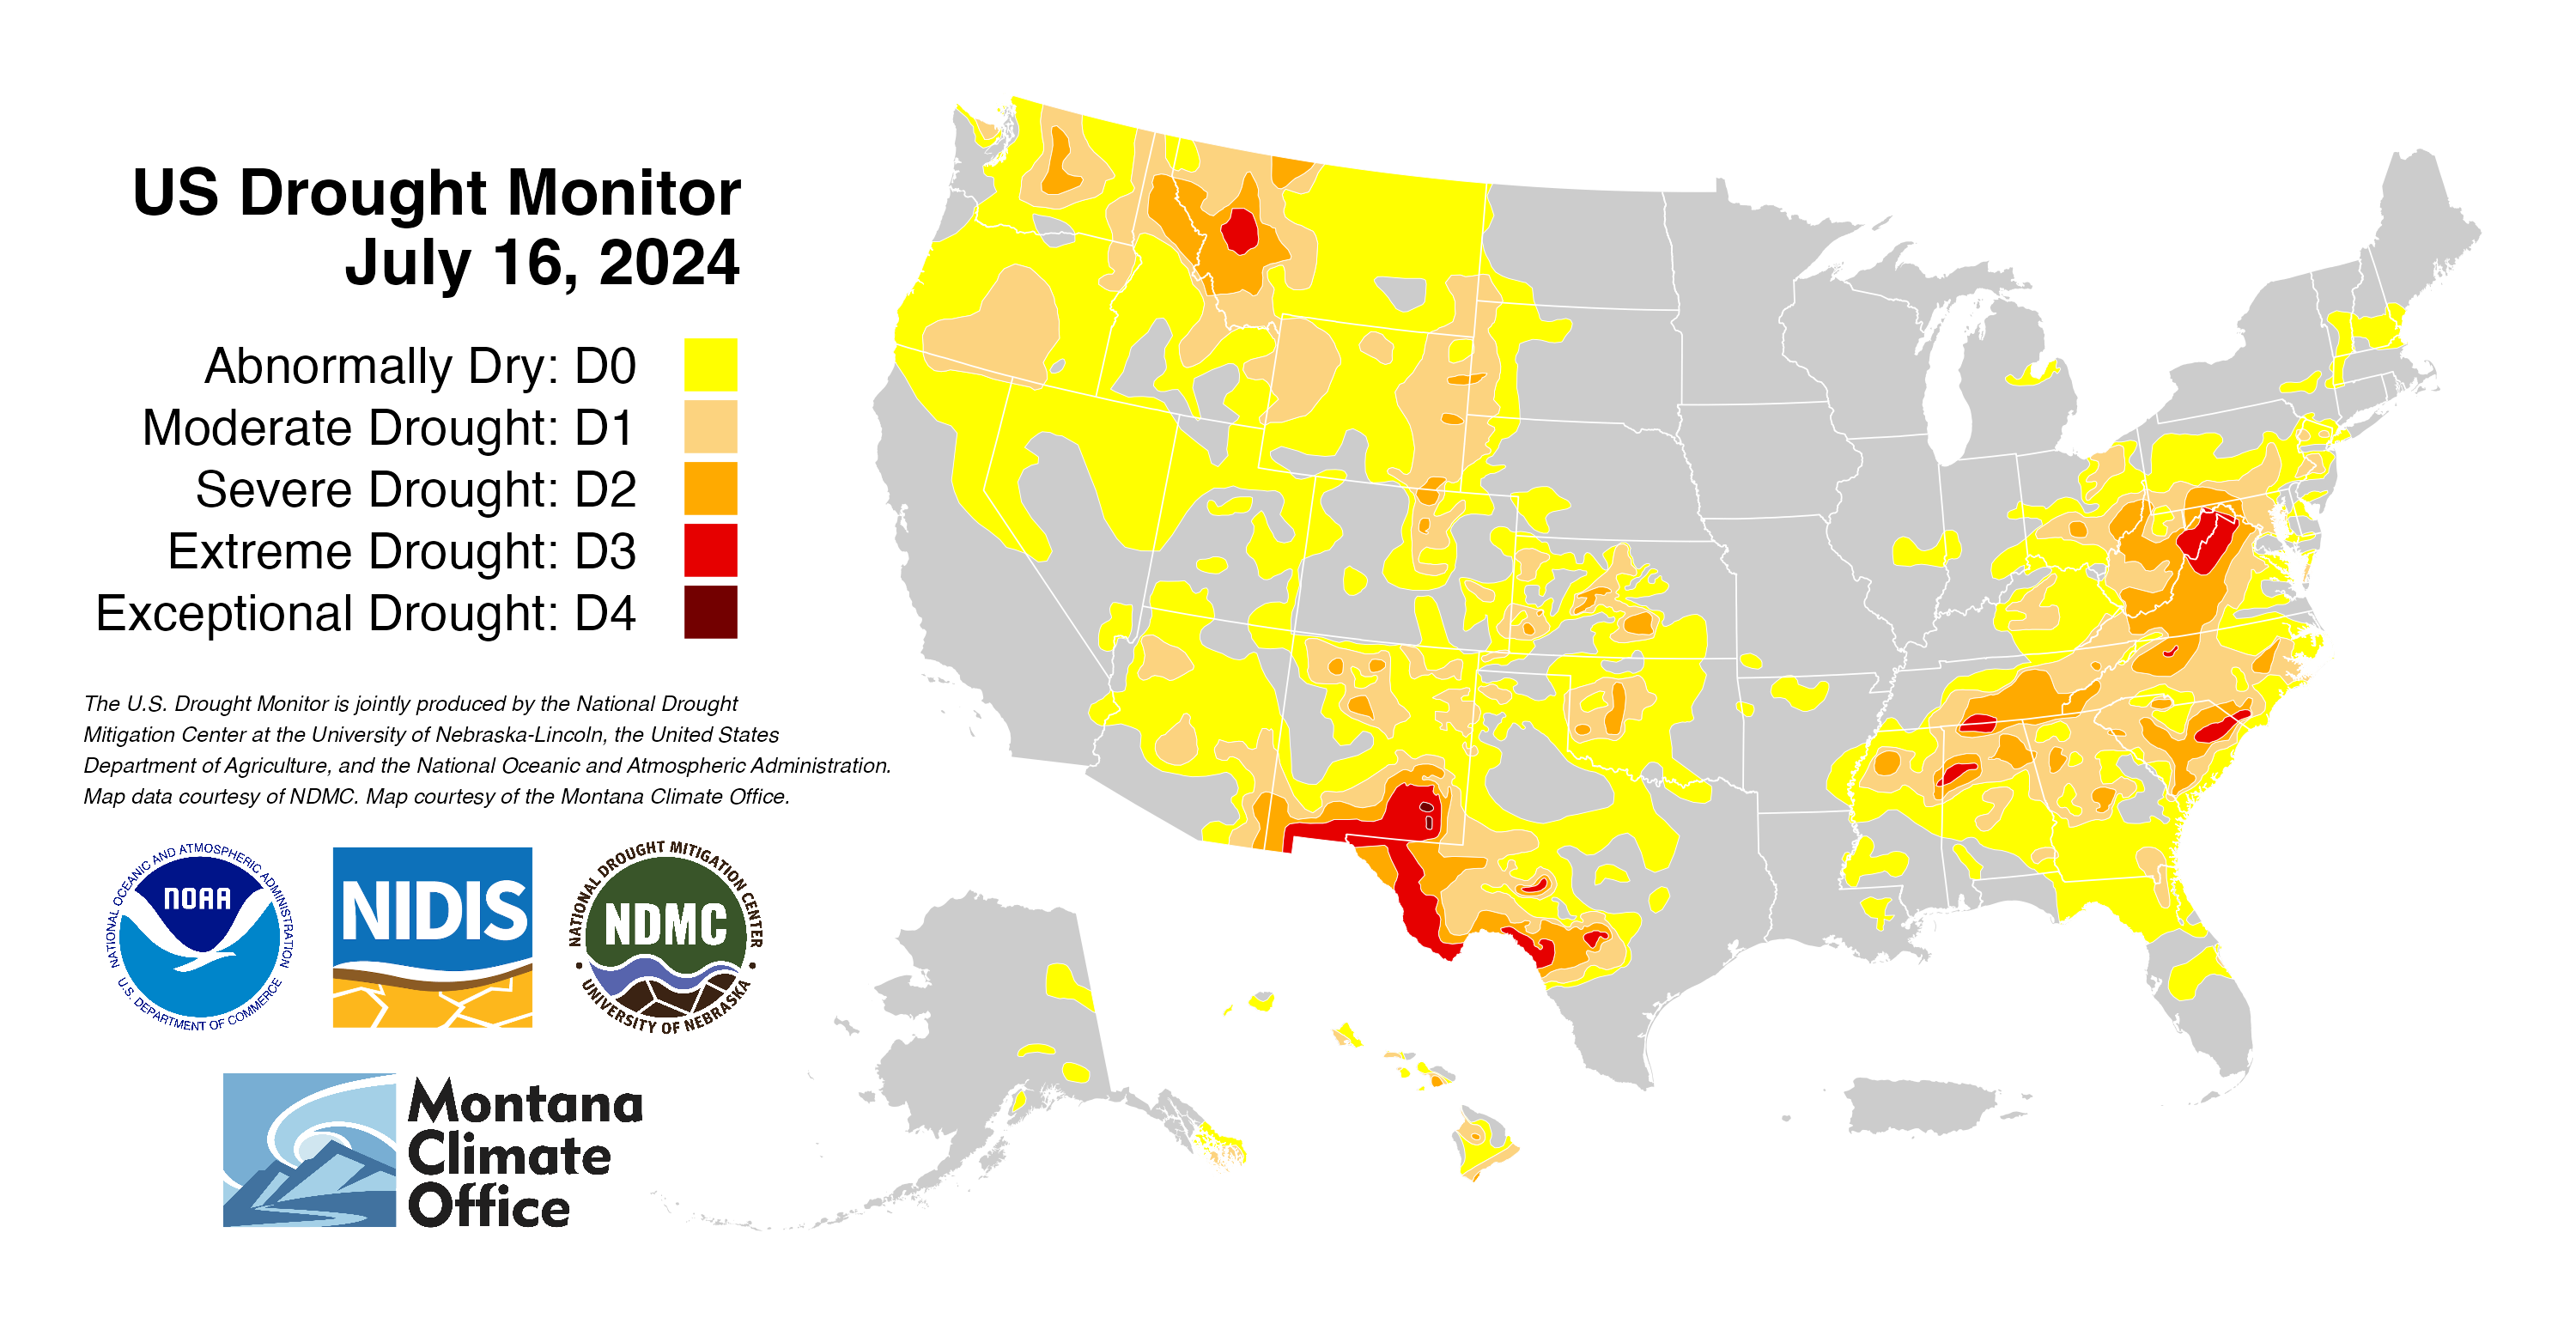 US Drought Monitor
July 16, 2024
Abnormally Dry: D0
Moderate Drought: D1
Severe Drought: D2
Extreme Drought: D3
Exceptional Drought: D4
The U.S. Drought Monitor is jointly produced by the National Drought
Mitigation Center at the University of Nebraska-Lincoln, the United States
Department of Agriculture, and the National Oceanic and Atmospheric Administration.
Map data courtesy of NDMC. Map courtesy of the Montana Climate Office.
NATIONAL OCEANIC AND ATMOSPHERIC ADMINISTRATION
NOAA
U.S. DEPARTMENT OF COMMERCE
NIDIS
NATIONAL DROUGHT MITIGATION CENTER
NDMC
UNIVERSITY OF NEBRASKA
Montana
Climate
Office